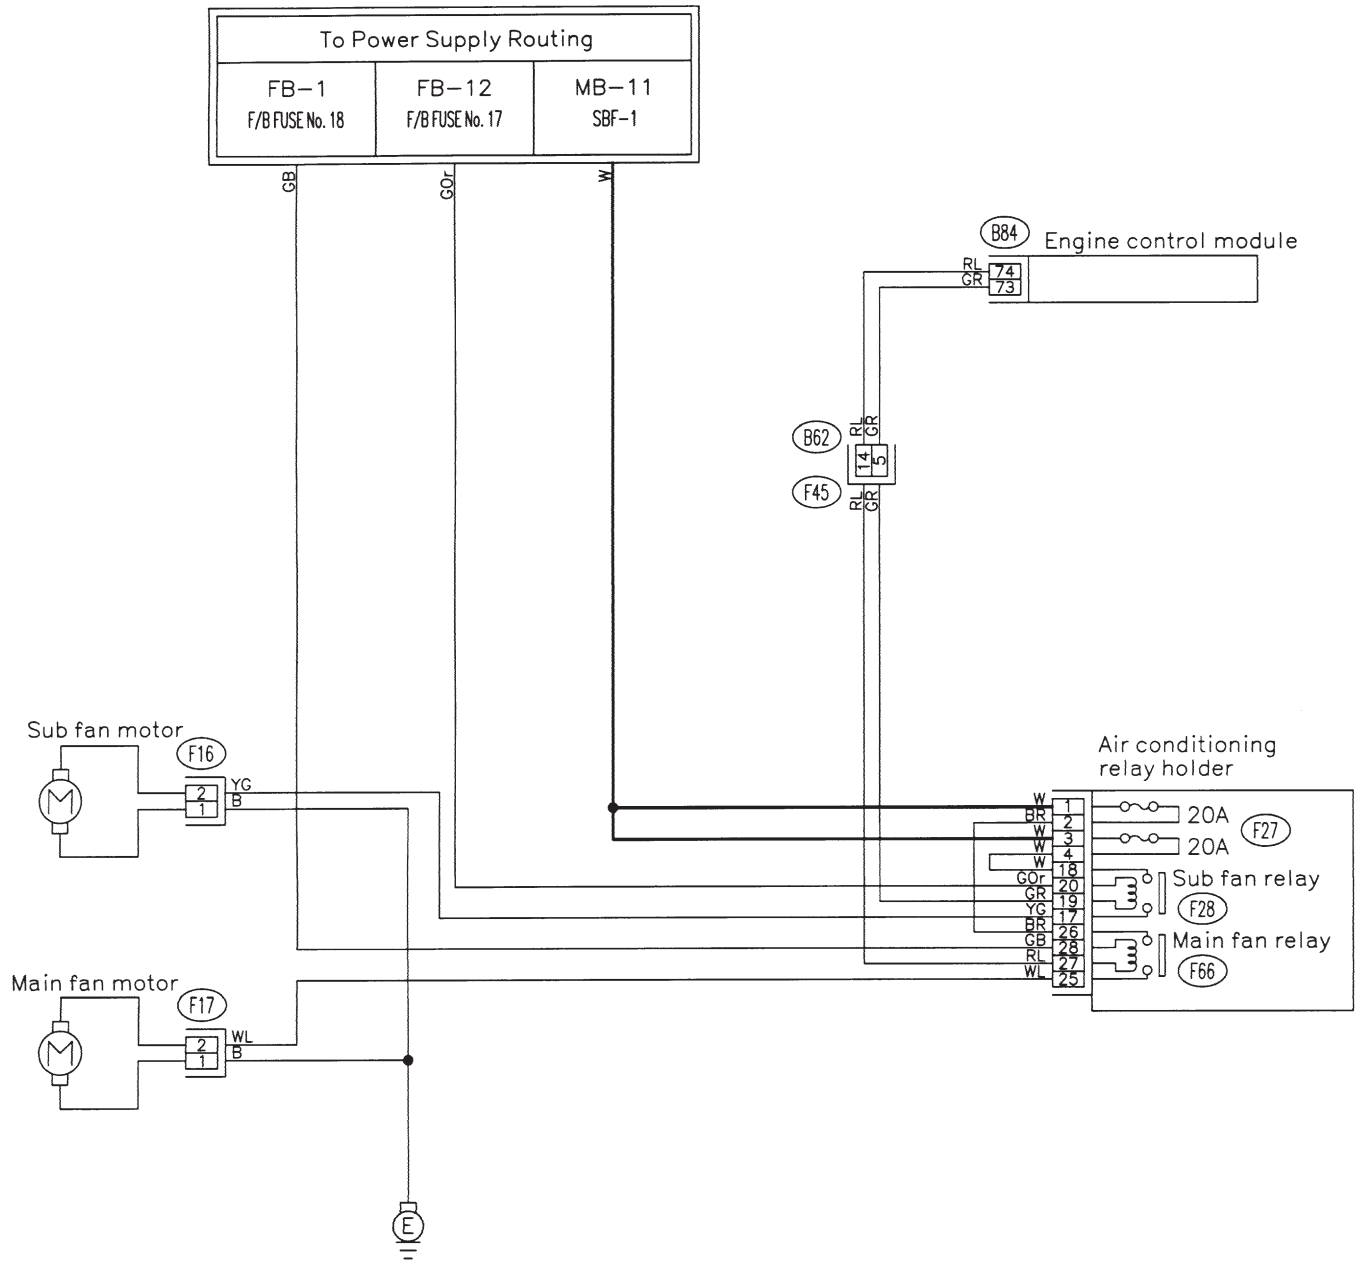 To Power Supply Routing
FB-1
F/B FUSE No. 18
FB-12
F/B FUSE No. 17
MB-11
SBF-1
GB
GOr
W
B84
Engine control module
RL
74
GR
73
B62
RL
GR
14
5
F45
RL
GR
Sub fan motor
F16
M
2
YG
1
B
Air conditioning
relay holder
W
1
BR
2
20A
F27
W
3
W
4
20A
W
18
GOr
20
Sub fan relay
GR
19
F28
YG
17
BR
26
GB
28
Main fan relay
RL
27
F66
WL
25
Main fan motor
F17
M
2
WL
1
B
E